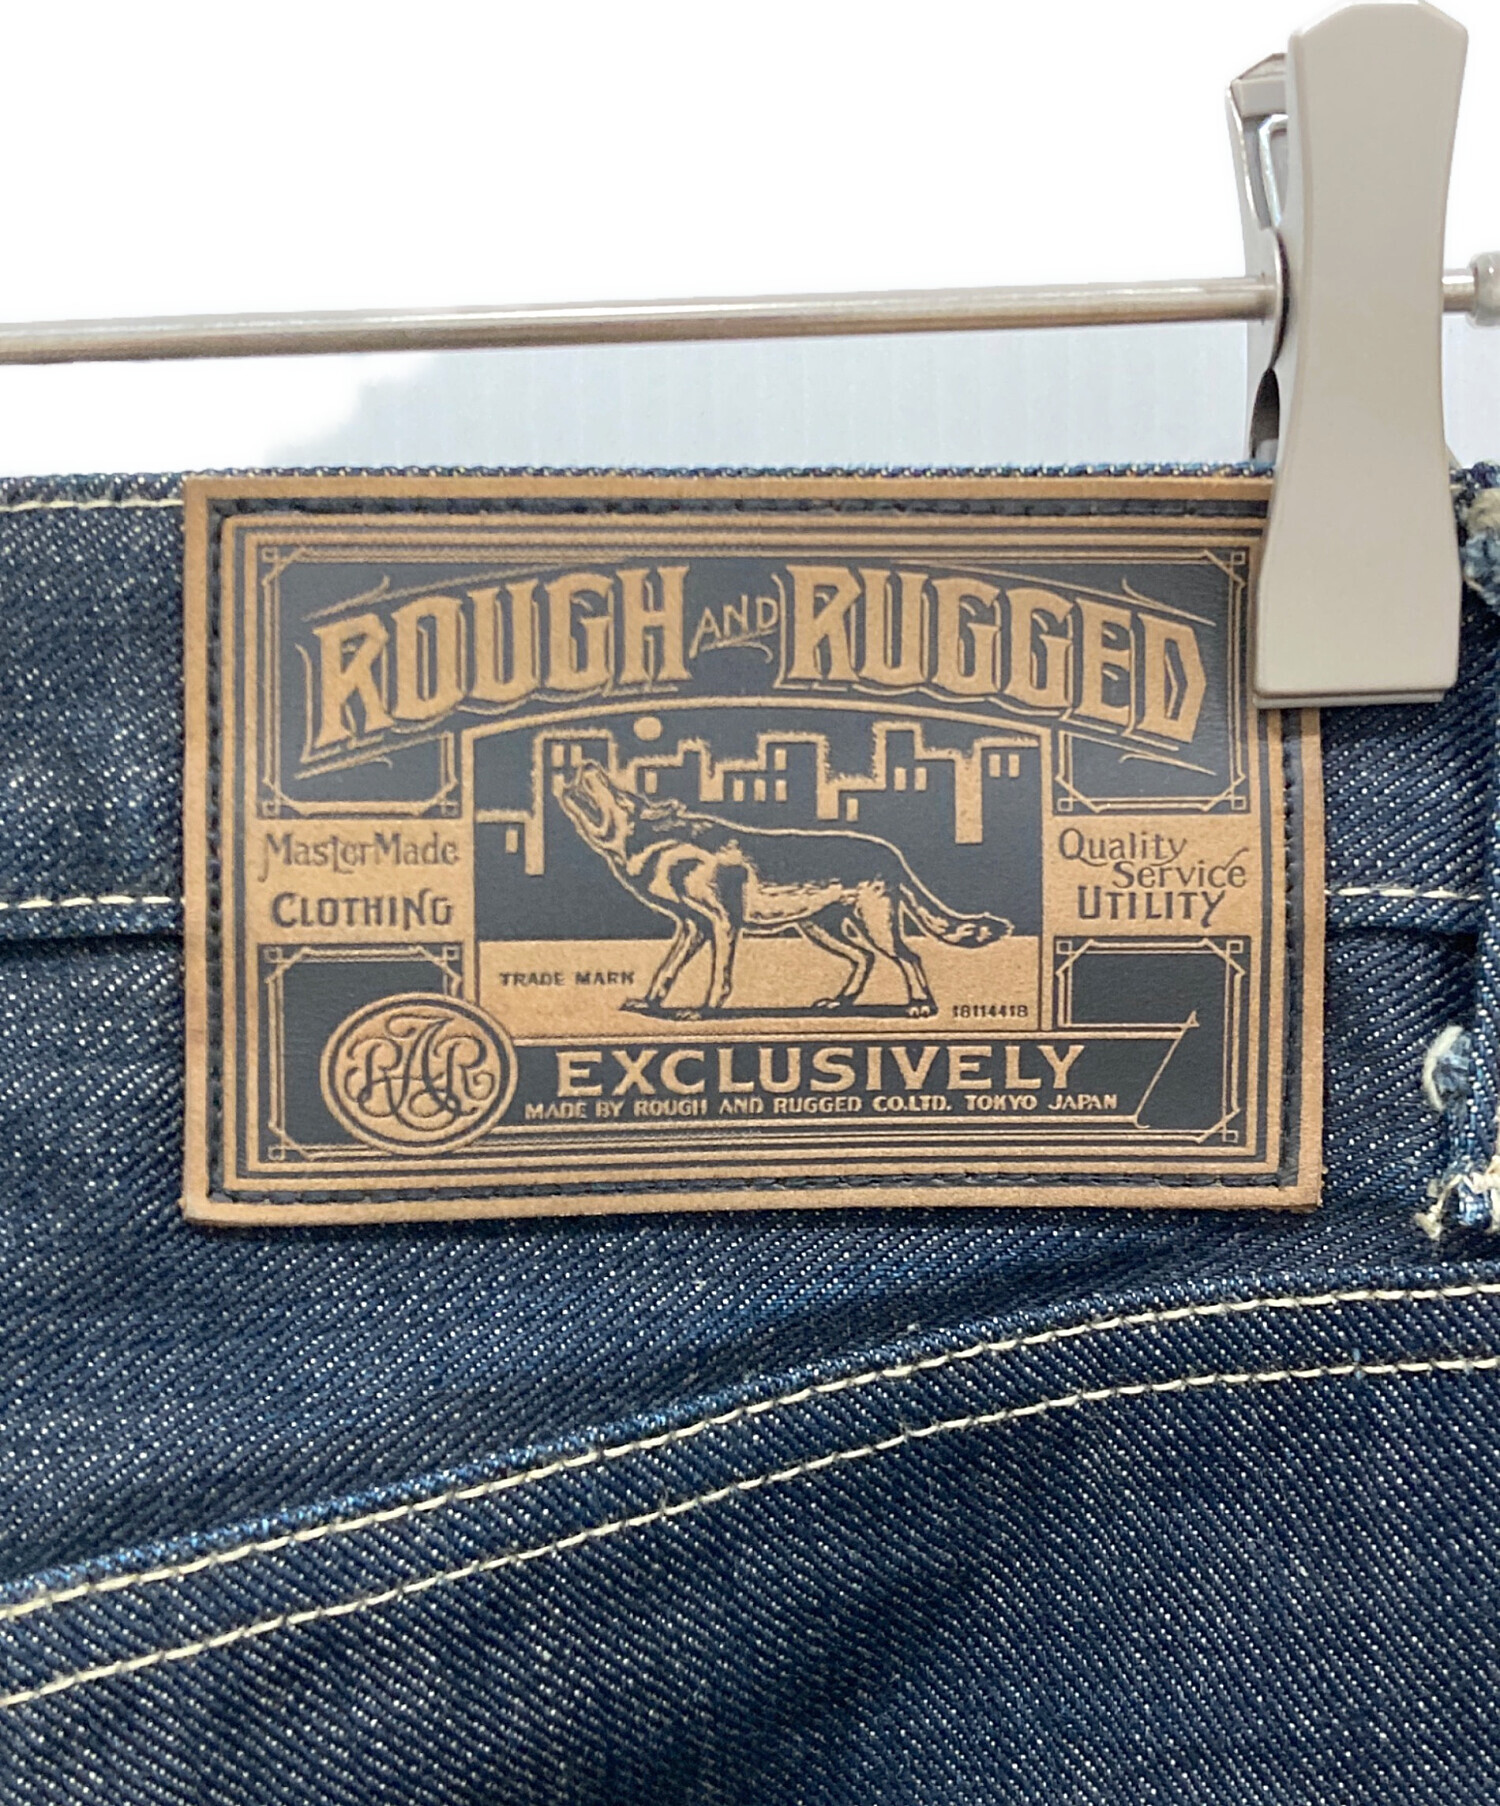 ROUGH AND RUGGED
MasterMade
CLOTHING
Quality
Service
UTILITY
TRADE MARK
18114418
RAR
EXCLUSIVELY
MADE BY ROUGH AND RUGGED CO.LTD. TOKYO JAPAN